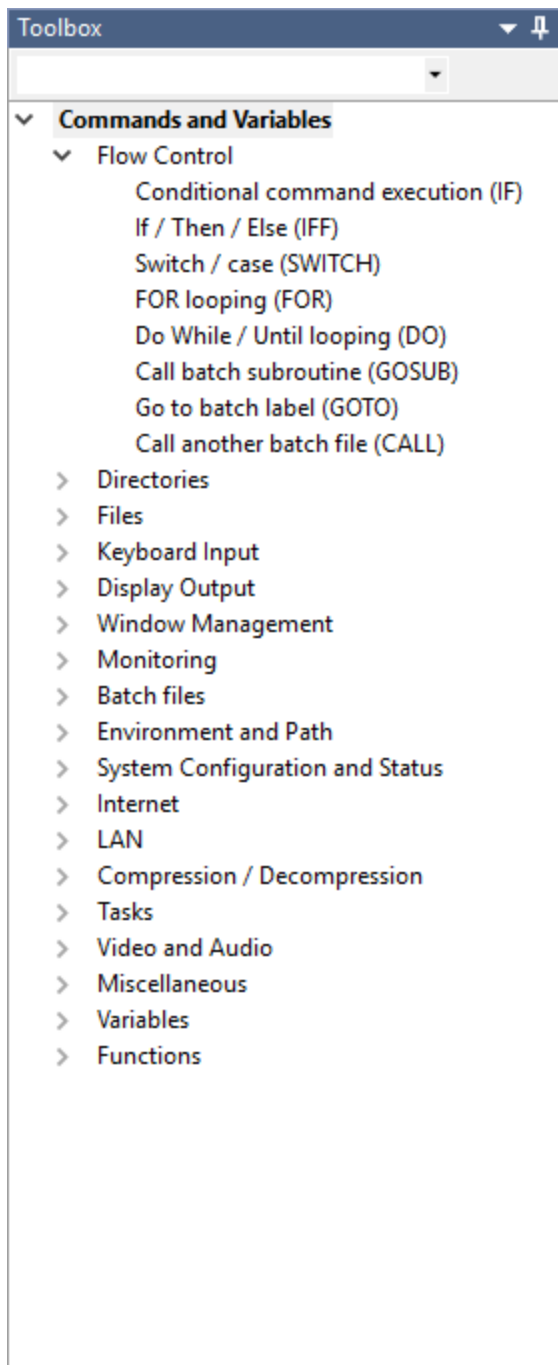 Toolbox
Commands and Variables
Flow Control
Conditional command execution (IF)
If / Then / Else (IFF)
Switch / case (SWITCH)
FOR looping (FOR)
Do While / Until looping (DO)
Call batch subroutine (GOSUB)
Go to batch label (GOTO)
Call another batch file (CALL)
Directories
Files
Keyboard Input
Display Output
Window Management
Monitoring
Batch files
Environment and Path
System Configuration and Status
Internet
LAN
Compression / Decompression
Tasks
Video and Audio
Miscellaneous
Variables
Functions